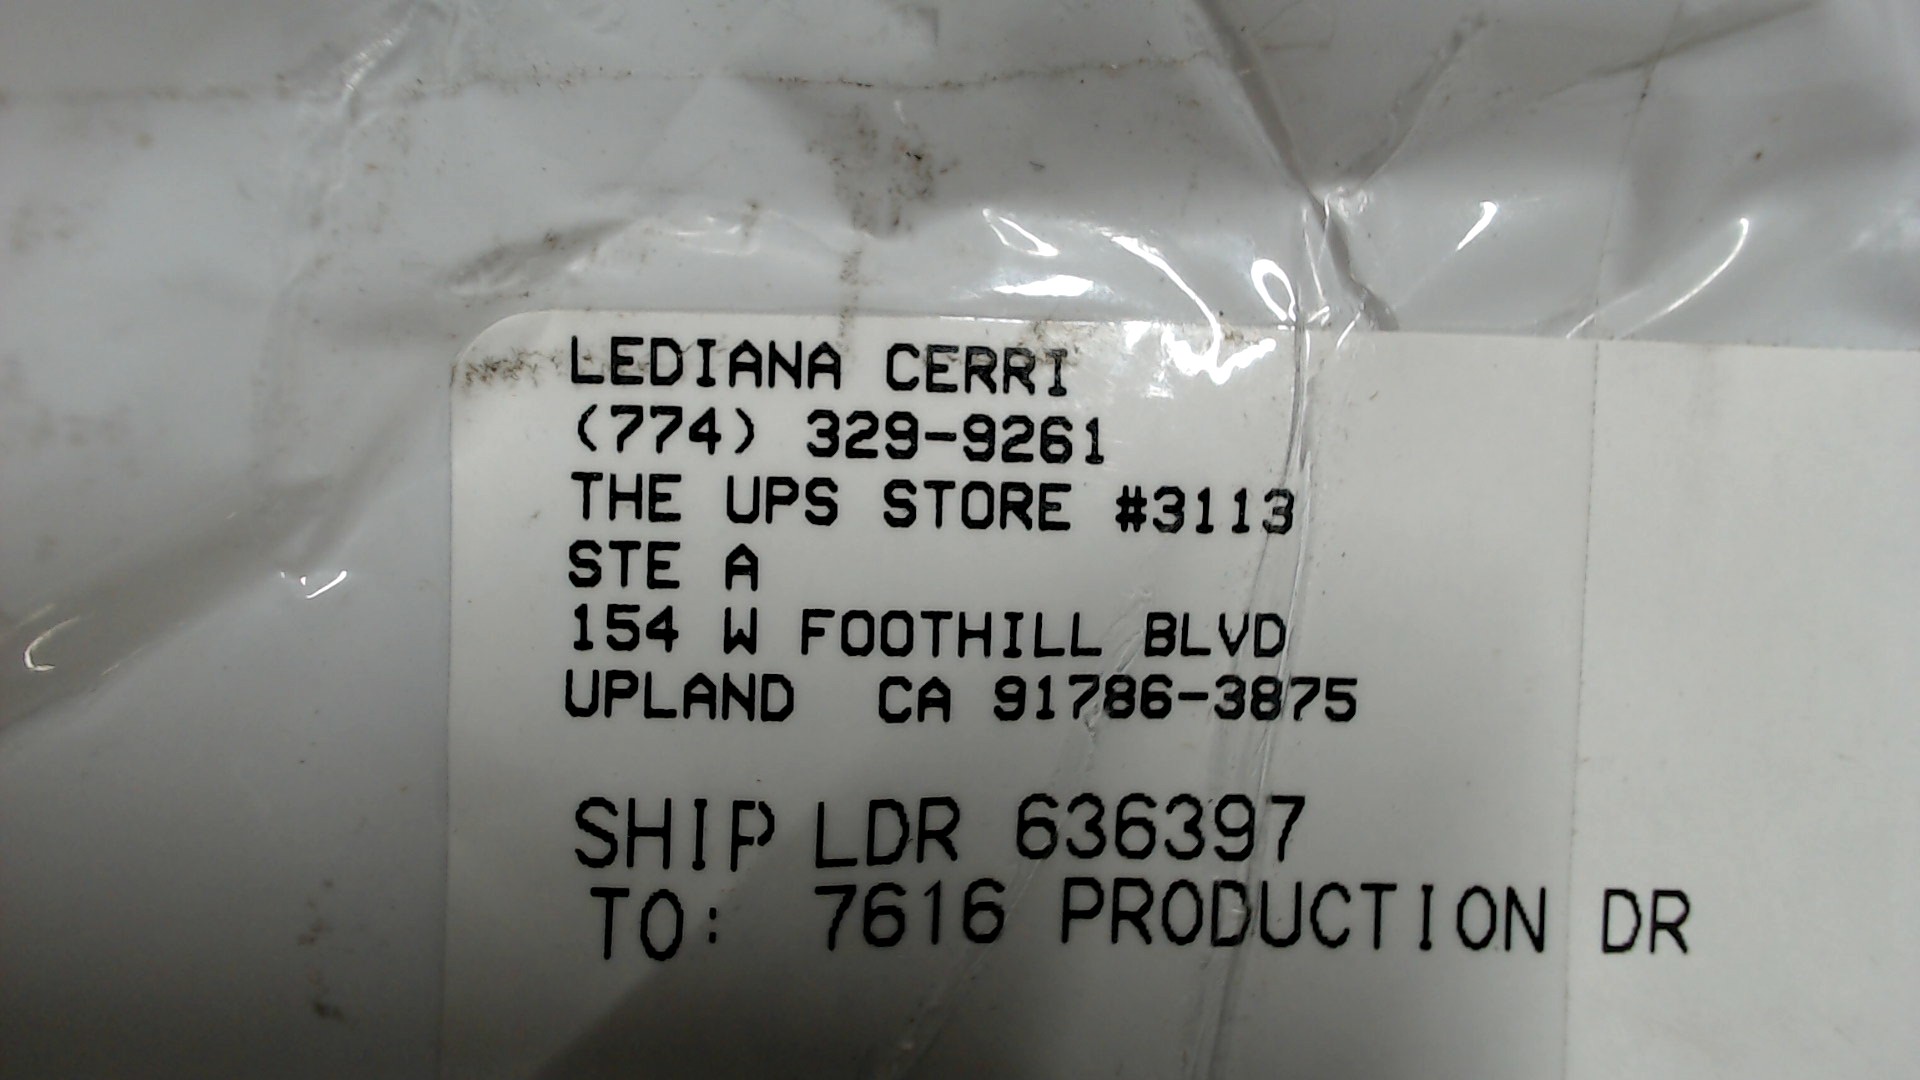 LEDIANA CERRI
(774) 329-9261
THE UPS STORE #3113
STE A
154 W FOOTHILL BLVD
UPLAND CA 91786-3875
SHIP LDR 636397
TO: 7616 PRODUCTION DR